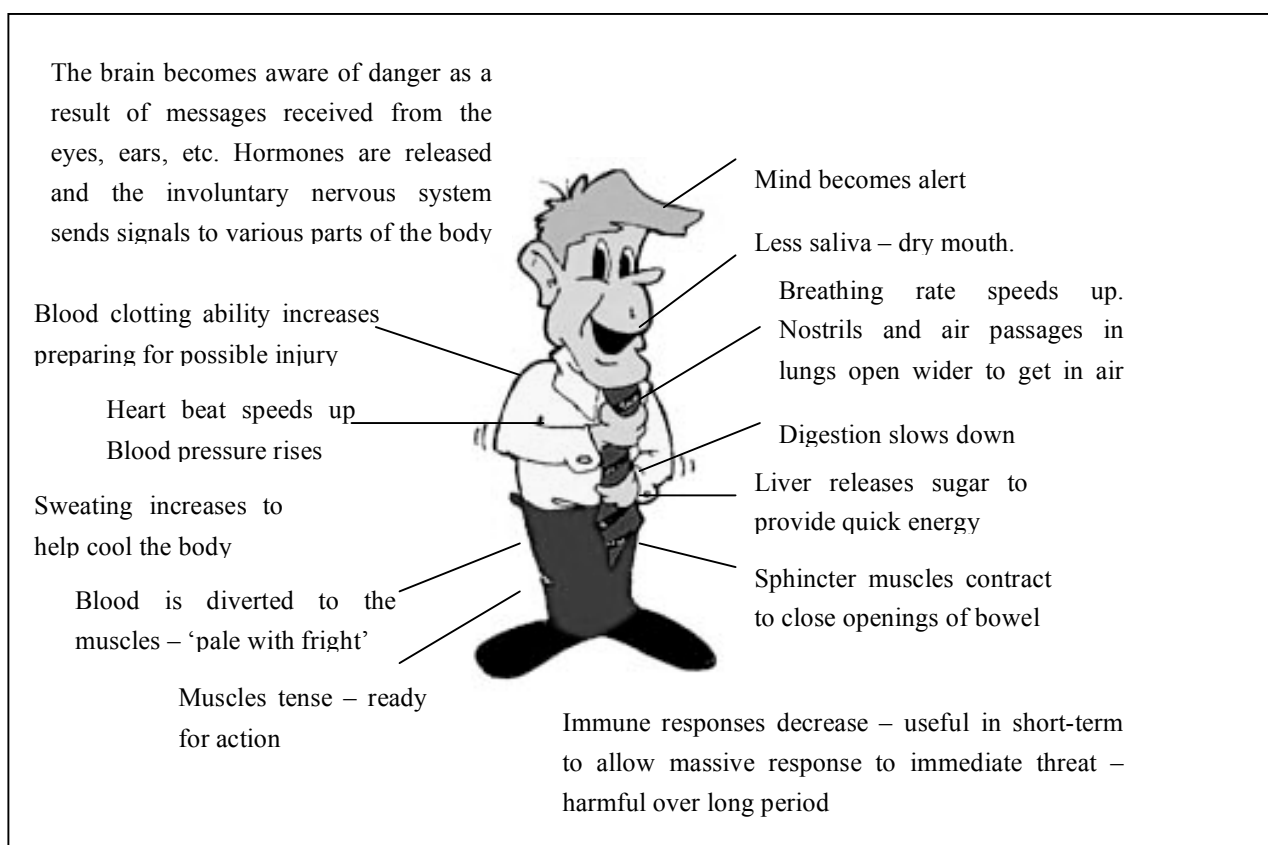 The brain becomes aware of danger as a
result of messages received from the
eyes, ears, etc. Hormones are released
and the involuntary nervous system
sends signals to various parts of the body
Mind becomes alert
Less saliva – dry mouth.
Breathing rate speeds up.
Nostrils and air passages in
lungs open wider to get in air
Blood clotting ability increases
preparing for possible injury
Heart beat speeds up
Blood pressure rises
Digestion slows down
Liver releases sugar to
provide quick energy
Sweating increases to
help cool the body
Sphincter muscles contract
to close openings of bowel
Blood is diverted to the
muscles – ‘pale with fright’
Muscles tense – ready
for action
Immune responses decrease – useful in short-term
to allow massive response to immediate threat –
harmful over long period